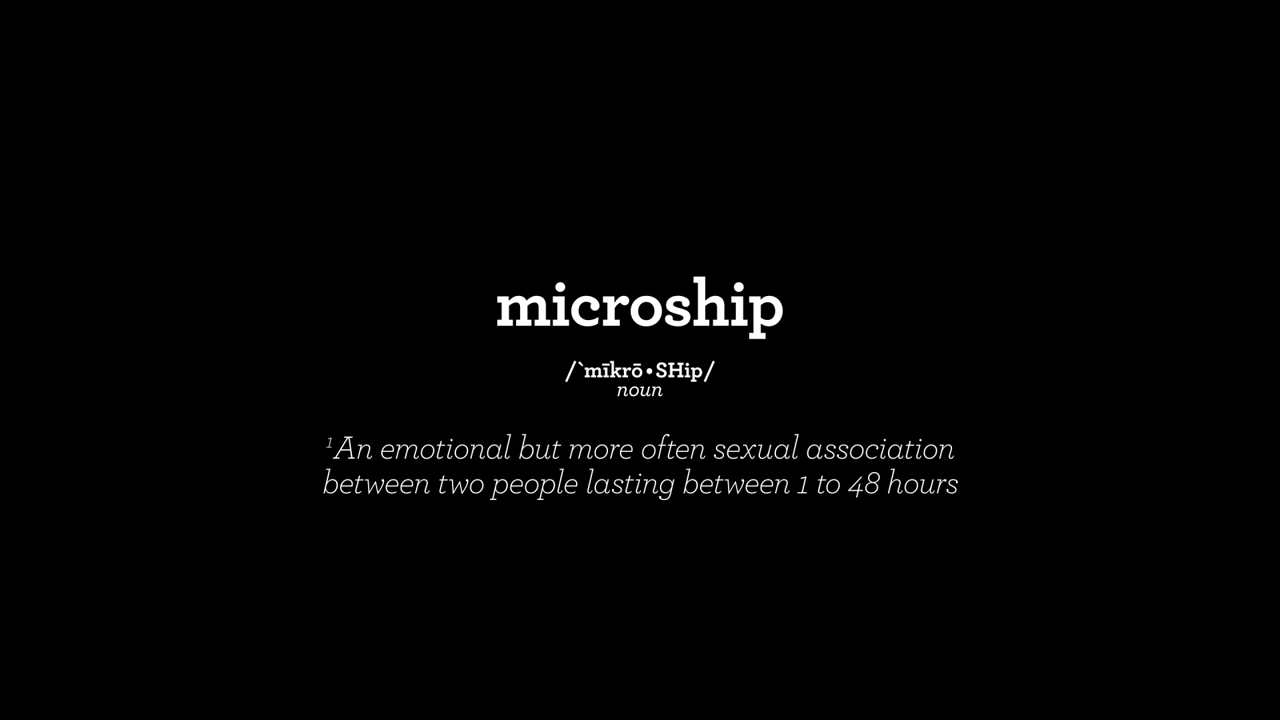 microship
/`mīkrō•SHip/
noun
¹An emotional but more often sexual association
between two people lasting between 1 to 48 hours